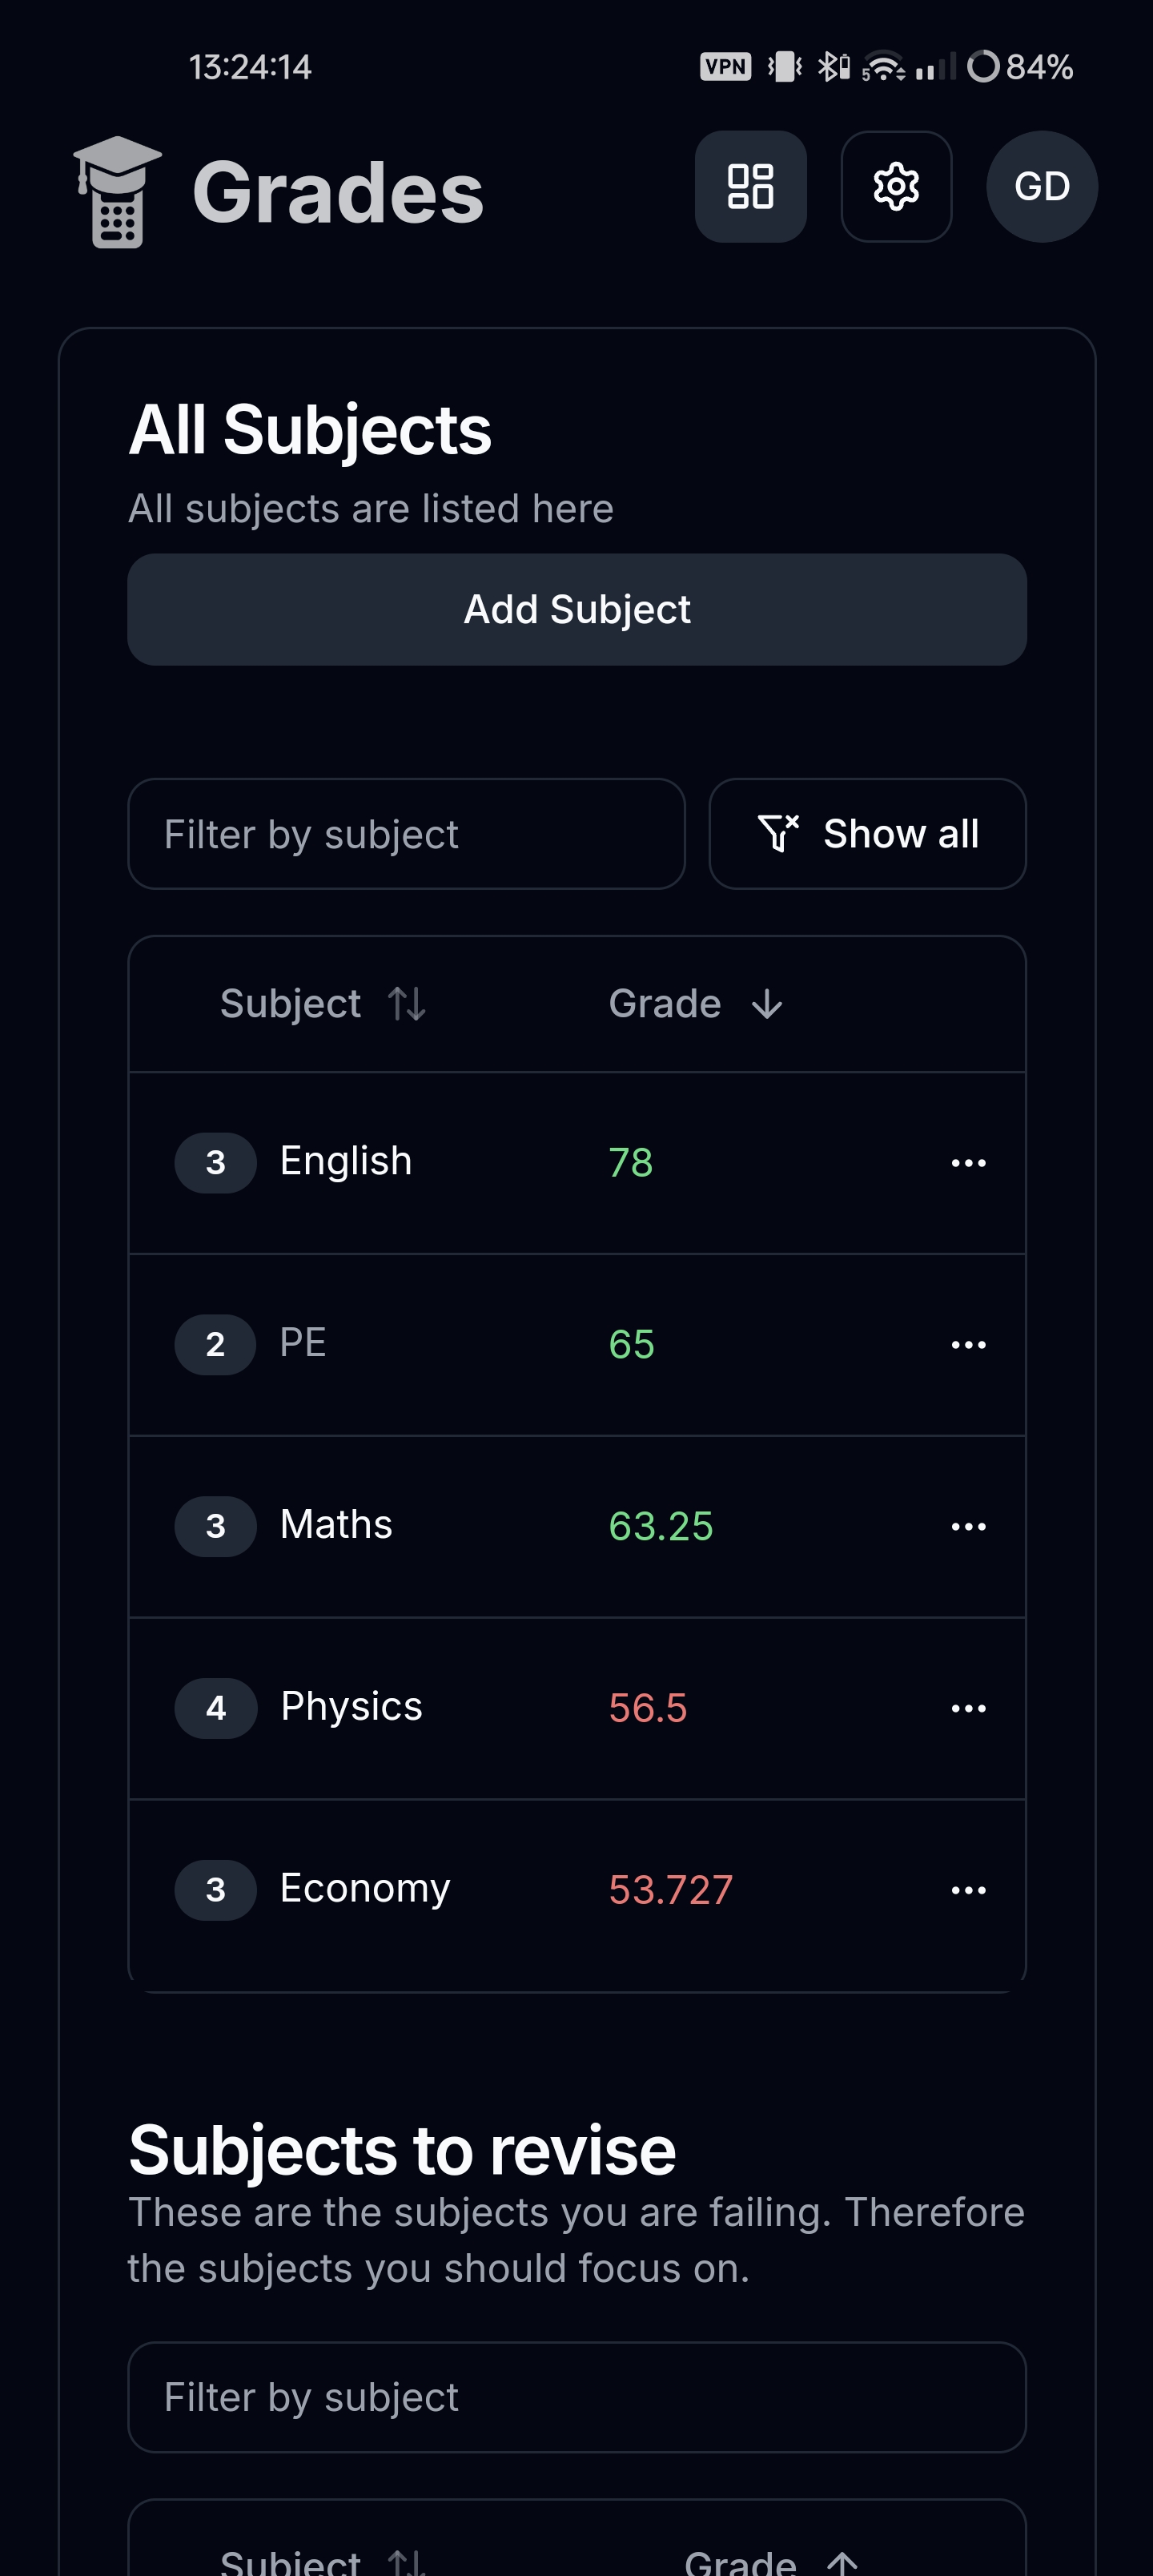 13:24:14 VPN 5 84%
Grades GD
All Subjects
All subjects are listed here
Add Subject
Filter by subject Show all
Subject Grade
3 English 78
2 PE 65
3 Maths 63.25
4 Physics 56.5
3 Economy 53.727
Subjects to revise
These are the subjects you are failing. Therefore
the subjects you should focus on.
Filter by subject
Subject Grade